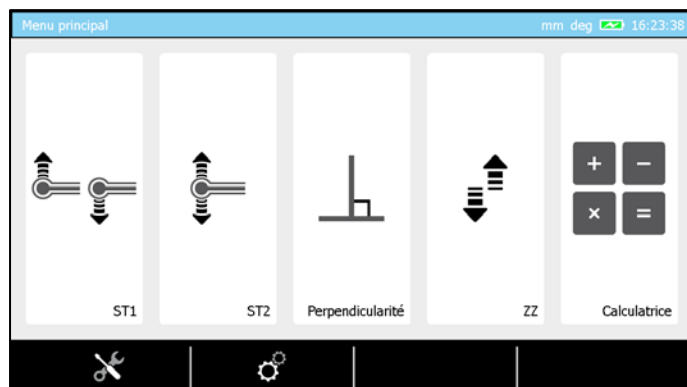 Menu principal mm deg 16:23:38
ST1 ST2 Perpendicularité ZZ Calculatrice
+ −
× =